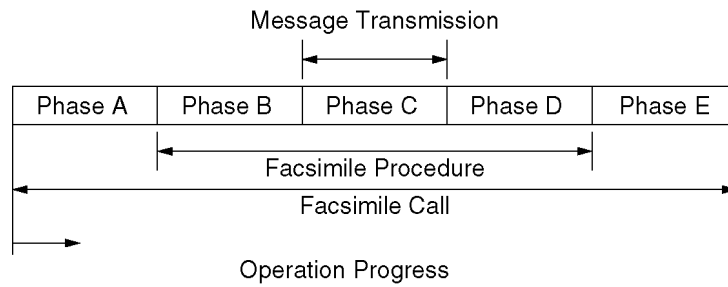 Message Transmission
Phase A Phase B Phase C Phase D Phase E
Facsimile Procedure
Facsimile Call
Operation Progress